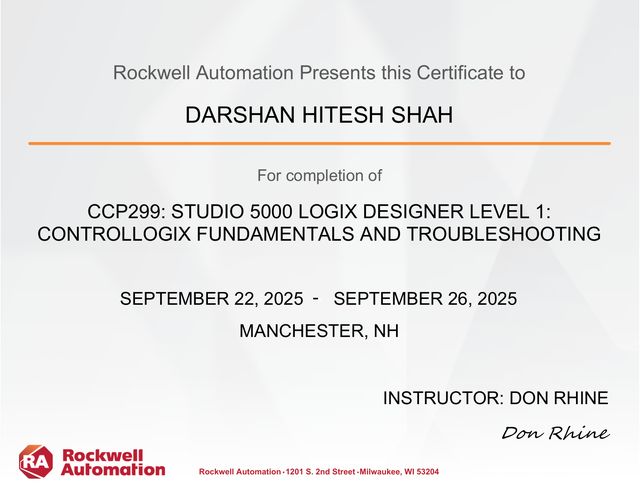 Rockwell Automation Presents this Certificate to
DARSHAN HITESH SHAH
For completion of
CCP299: STUDIO 5000 LOGIX DESIGNER LEVEL 1:
CONTROLLOGIX FUNDAMENTALS AND TROUBLESHOOTING
SEPTEMBER 22, 2025 - SEPTEMBER 26, 2025
MANCHESTER, NH
INSTRUCTOR: DON RHINE
Don Rhine
RA Rockwell
Automation
Rockwell Automation • 1201 S. 2nd Street • Milwaukee, WI 53204